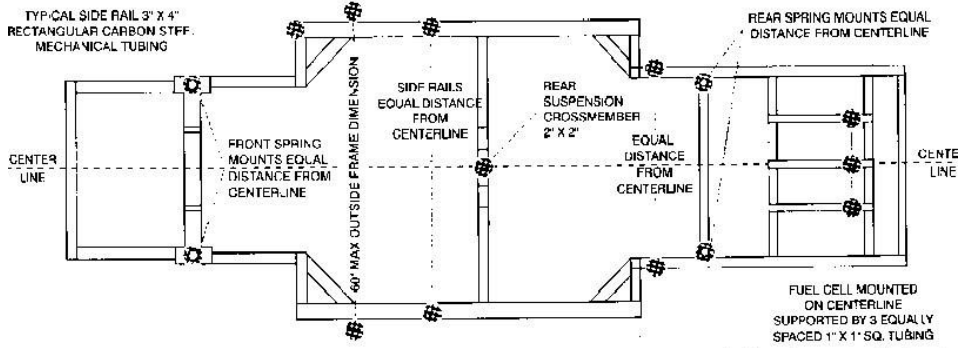 TYPICAL SIDE RAIL 3" X 4"
RECTANGULAR CARBON STEEL
MECHANICAL TUBING
REAR SPRING MOUNTS EQUAL
DISTANCE FROM CENTERLINE
60" MAX OUTSIDE FRAME DIMENSION
SIDE RAILS
EQUAL DISTANCE
FROM
CENTERLINE
REAR
SUSPENSION
CROSSMEMBER
2" X 2"
FRONT SPRING
MOUNTS EQUAL
DISTANCE FROM
CENTERLINE
EQUAL
DISTANCE
FROM
CENTERLINE
CENTER
LINE
CENTE
LINE
FUEL CELL MOUNTED
ON CENTERLINE
SUPPORTED BY 3 EQUALLY
SPACED 1" X 1" SQ. TUBING